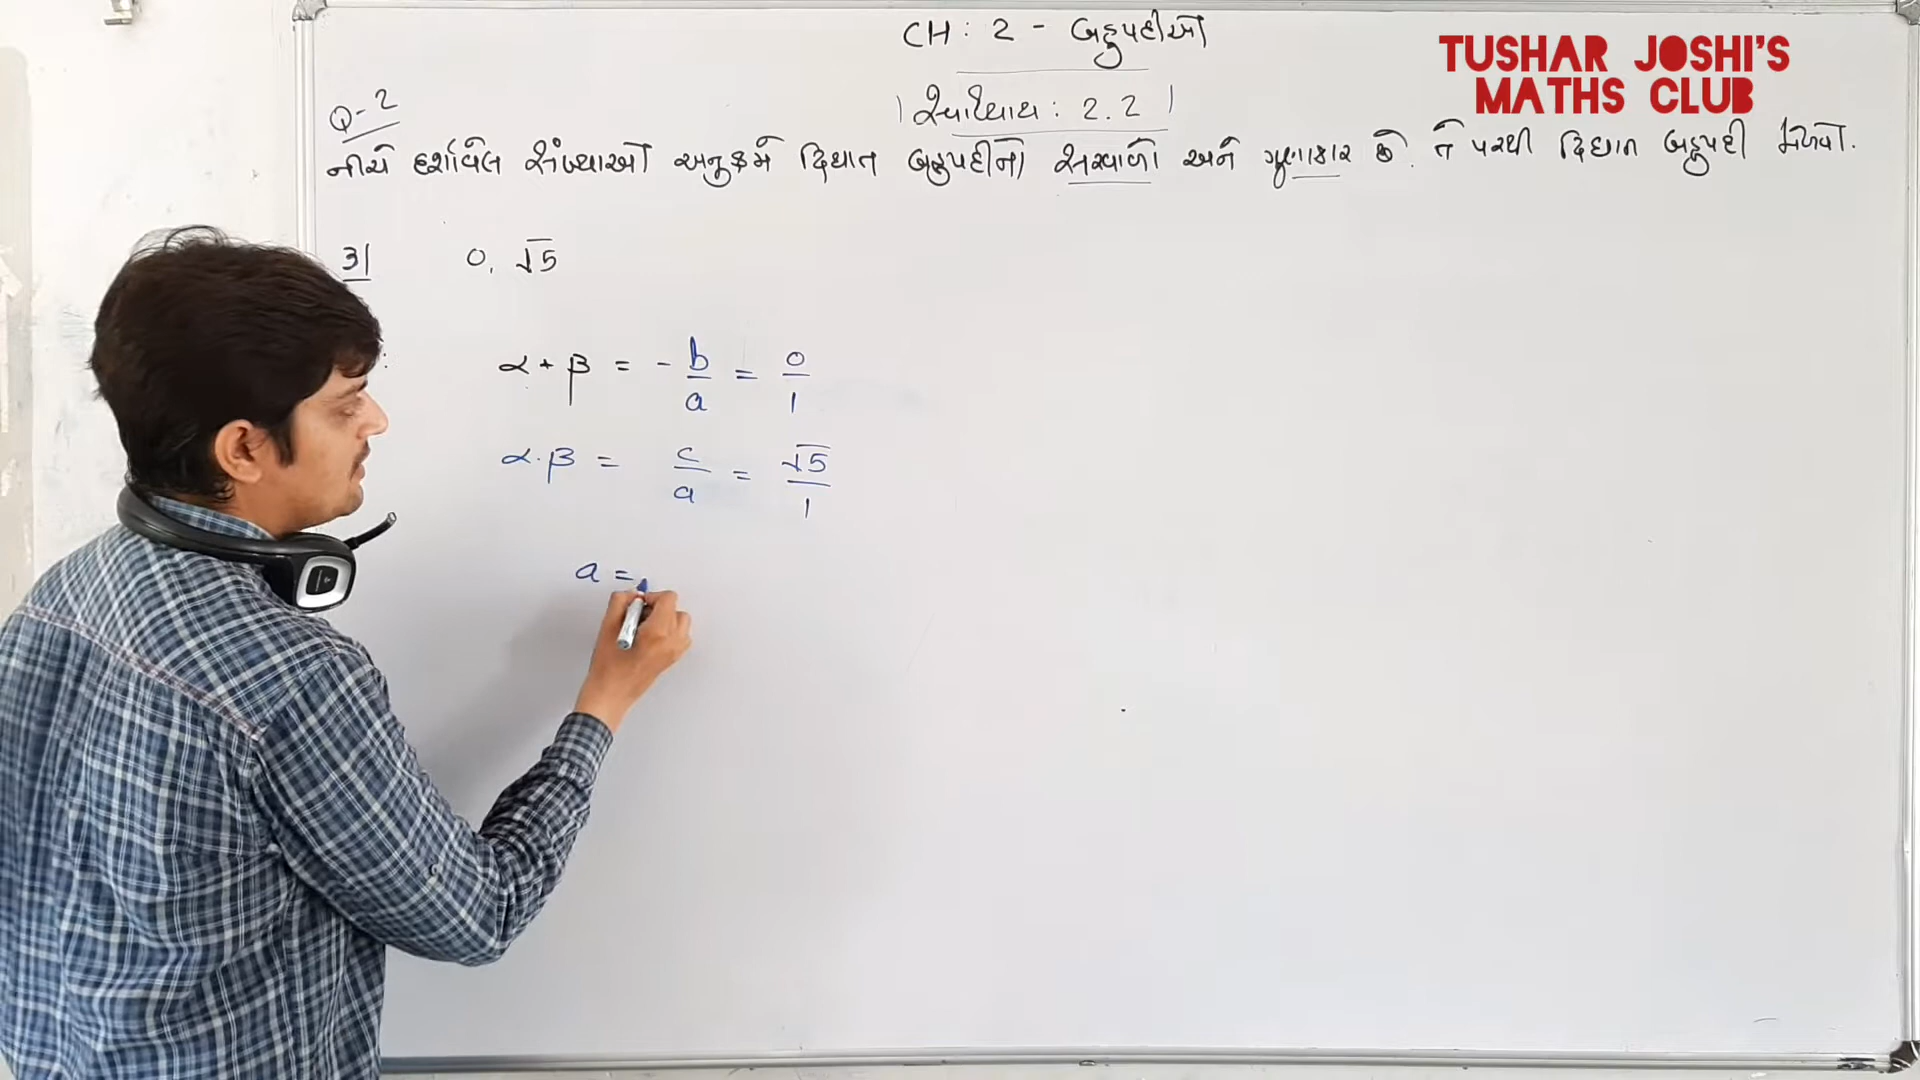 CH : 2 - બહુપદીઓ
TUSHAR JOSHI'S
MATHS CLUB
Q-2
સ્વાધ્યાય : 2.2
નીચે દર્શાવેલ સંખ્યાઓ અનુક્રમે દ્વિઘાત બહુપદીનો સરવાળો અને ગુણાકાર છે. તે પરથી દ્વિઘાત બહુપદી મેળવો.
3| 0, √5
α + β = - b/a = 0/1
α · β = c/a = √5/1
a =